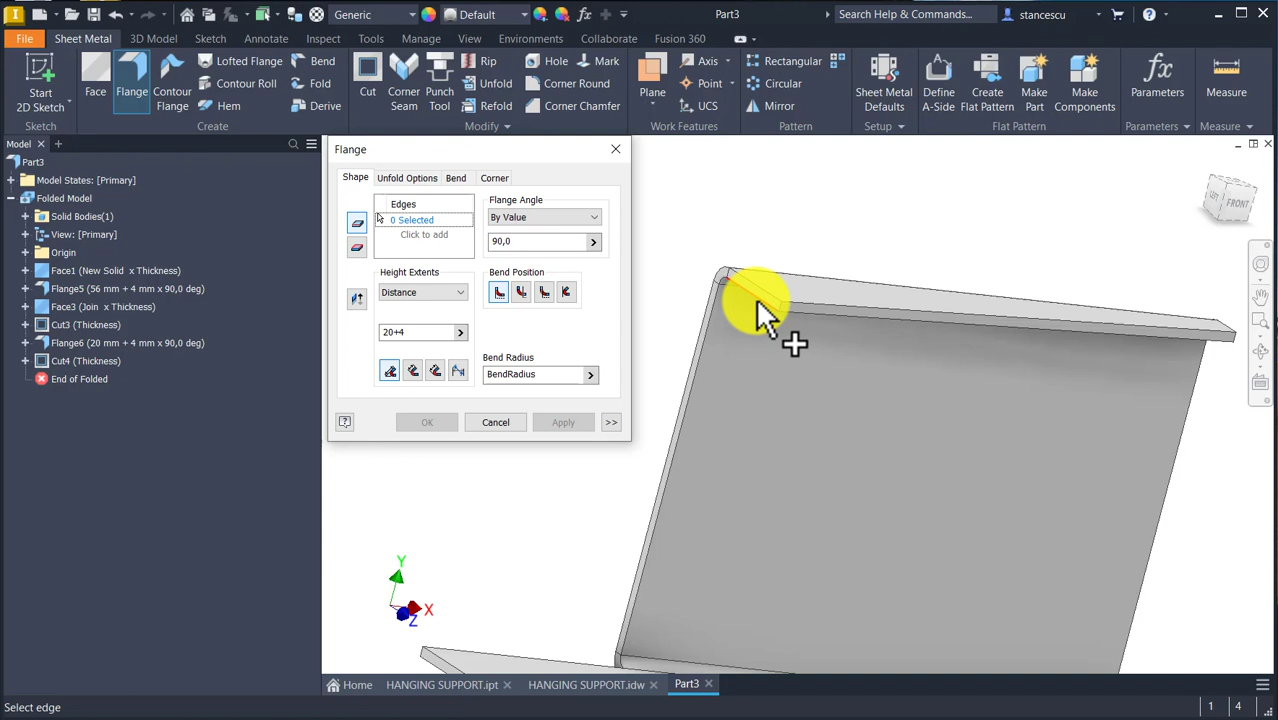 Generic
Default
fx
Part3
Search Help & Commands...
stancescu
File
Sheet Metal
3D Model
Sketch
Annotate
Inspect
Tools
Manage
View
Environments
Collaborate
Fusion 360
Start
2D Sketch
Sketch
Face
Flange
Contour
Flange
Lofted Flange
Contour Roll
Hem
Bend
Fold
Derive
Create
Cut
Corner
Seam
Punch
Tool
Rip
Unfold
Refold
Hole
Mark
Corner Round
Corner Chamfer
Modify
Plane
Axis
Point
UCS
Work Features
Rectangular
Circular
Mirror
Pattern
Sheet Metal
Defaults
Setup
Define
A-Side
Create
Flat Pattern
Make
Part
Make
Components
Flat Pattern
fx
Parameters
Parameters
Measure
Measure
Model
Part3
Model States: [Primary]
Folded Model
Solid Bodies(1)
View: [Primary]
Origin
Face1 (New Solid x Thickness)
Flange5 (56 mm + 4 mm x 90,0 deg)
Face3 (Join x Thickness)
Cut3 (Thickness)
Flange6 (20 mm + 4 mm x 90,0 deg)
Cut4 (Thickness)
End of Folded
Flange
Shape
Unfold Options
Bend
Corner
Edges
0 Selected
Click to add
Flange Angle
By Value
90,0
Height Extents
Distance
20+4
Bend Position
Bend Radius
BendRadius
OK
Cancel
Apply
>>
LEFT
FRONT
Y
X
Z
Home
HANGING SUPPORT.ipt
HANGING SUPPORT.idw
Part3
Select edge
1
4